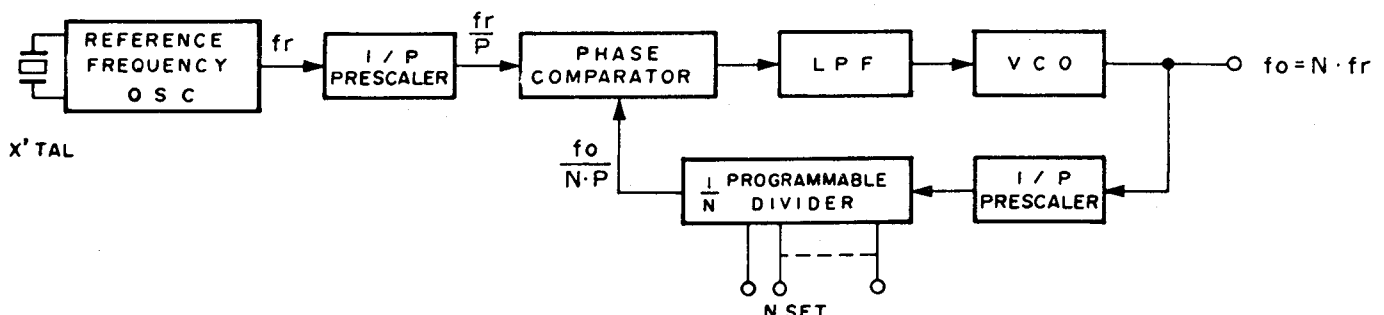 REFERENCE
FREQUENCY
OSC
X'TAL
fr
1/P
PRESCALER
fr
P
PHASE
COMPARATOR
LPF
VCO
fo=N·fr
fo
N·P
1
N
PROGRAMMABLE
DIVIDER
1/P
PRESCALER
N SET